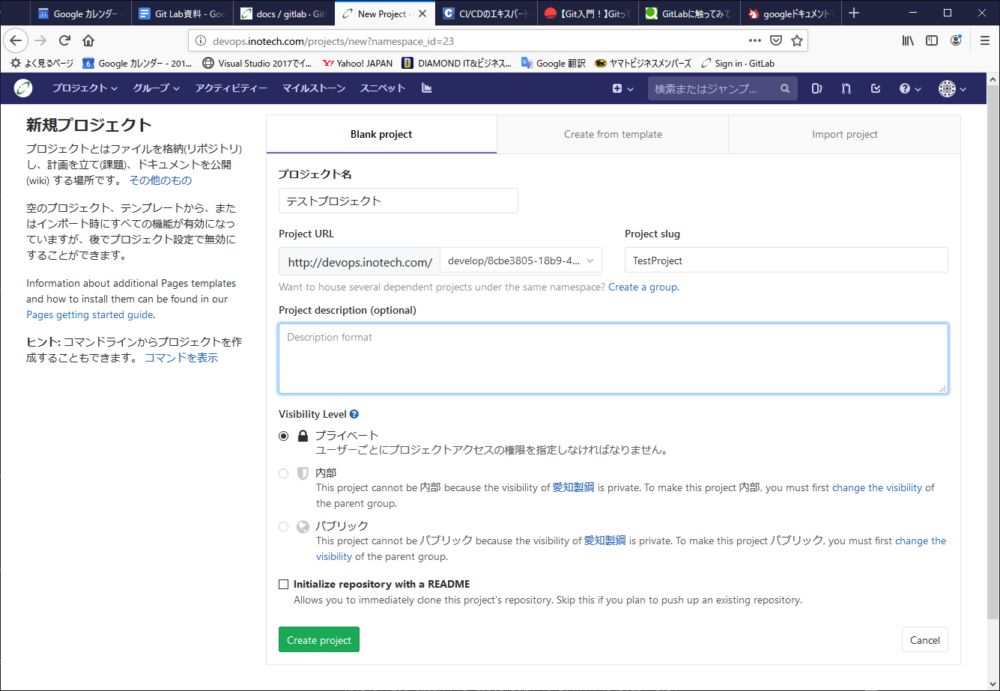 Google カレンダー
Git Lab資料 - Goo
docs / gitlab · Git
New Project ·
CI/CDのエキスパート
【Git入門！】Gitって
GitLabに触ってみて
googleドキュメントで
devops.inotech.com/projects/new?namespace_id=23
よく見るページ
Google カレンダー - 201...
Visual Studio 2017でイ...
Yahoo! JAPAN
DIAMOND IT&ビジネス...
Google 翻訳
ヤマトビジネスメンバーズ
Sign in · GitLab
プロジェクト
グループ
アクティビティー
マイルストーン
スニペット
検索またはジャンプ...
新規プロジェクト
プロジェクトとはファイルを格納(リポジトリ)
し、計画を立て(課題)、ドキュメントを公開
(wiki) する場所です。 その他のもの
空のプロジェクト、テンプレートから、また
はインポート時にすべての機能が有効になっ
ていますが、後でプロジェクト設定で無効に
することができます。
Information about additional Pages templates
and how to install them can be found in our
Pages getting started guide.
ヒント: コマンドラインからプロジェクトを作
成することもできます。 コマンドを表示
Blank project
Create from template
Import project
プロジェクト名
テストプロジェクト
Project URL
Project slug
http://devops.inotech.com/
develop/8cbe3805-18b9-4...
TestProject
Want to house several dependent projects under the same namespace? Create a group.
Project description (optional)
Description format
Visibility Level
プライベート
ユーザーごとにプロジェクトアクセスの権限を指定しなければなりません。
内部
This project cannot be 内部 because the visibility of 愛知製鋼 is private. To make this project 内部, you must first change the visibility of
the parent group.
パブリック
This project cannot be パブリック because the visibility of 愛知製鋼 is private. To make this project パブリック, you must first change the
visibility of the parent group.
Initialize repository with a README
Allows you to immediately clone this project's repository. Skip this if you plan to push up an existing repository.
Create project
Cancel